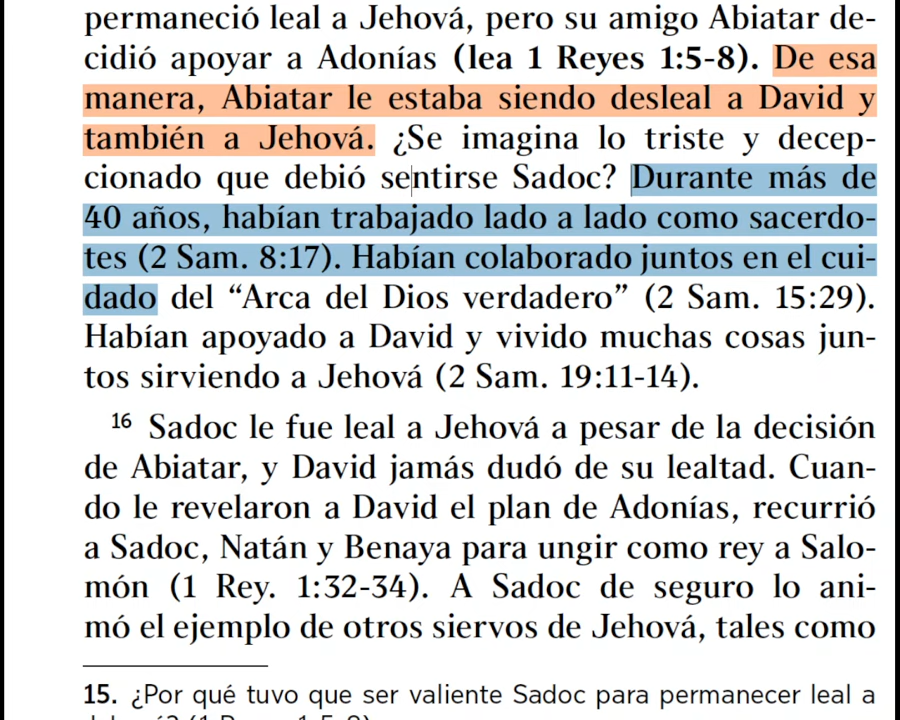 permaneció leal a Jehová, pero su amigo Abiatar de-
cidió apoyar a Adonías (lea 1 Reyes 1:5-8). De esa
manera, Abiatar le estaba siendo desleal a David y
también a Jehová. ¿Se imagina lo triste y decep-
cionado que debió sentirse Sadoc? Durante más de
40 años, habían trabajado lado a lado como sacerdo-
tes (2 Sam. 8:17). Habían colaborado juntos en el cui-
dado del “Arca del Dios verdadero” (2 Sam. 15:29).
Habían apoyado a David y vivido muchas cosas jun-
tos sirviendo a Jehová (2 Sam. 19:11-14).
16 Sadoc le fue leal a Jehová a pesar de la decisión
de Abiatar, y David jamás dudó de su lealtad. Cuan-
do le revelaron a David el plan de Adonías, recurrió
a Sadoc, Natán y Benaya para ungir como rey a Salo-
món (1 Rey. 1:32-34). A Sadoc de seguro lo ani-
mó el ejemplo de otros siervos de Jehová, tales como
15. ¿Por qué tuvo que ser valiente Sadoc para permanecer leal a